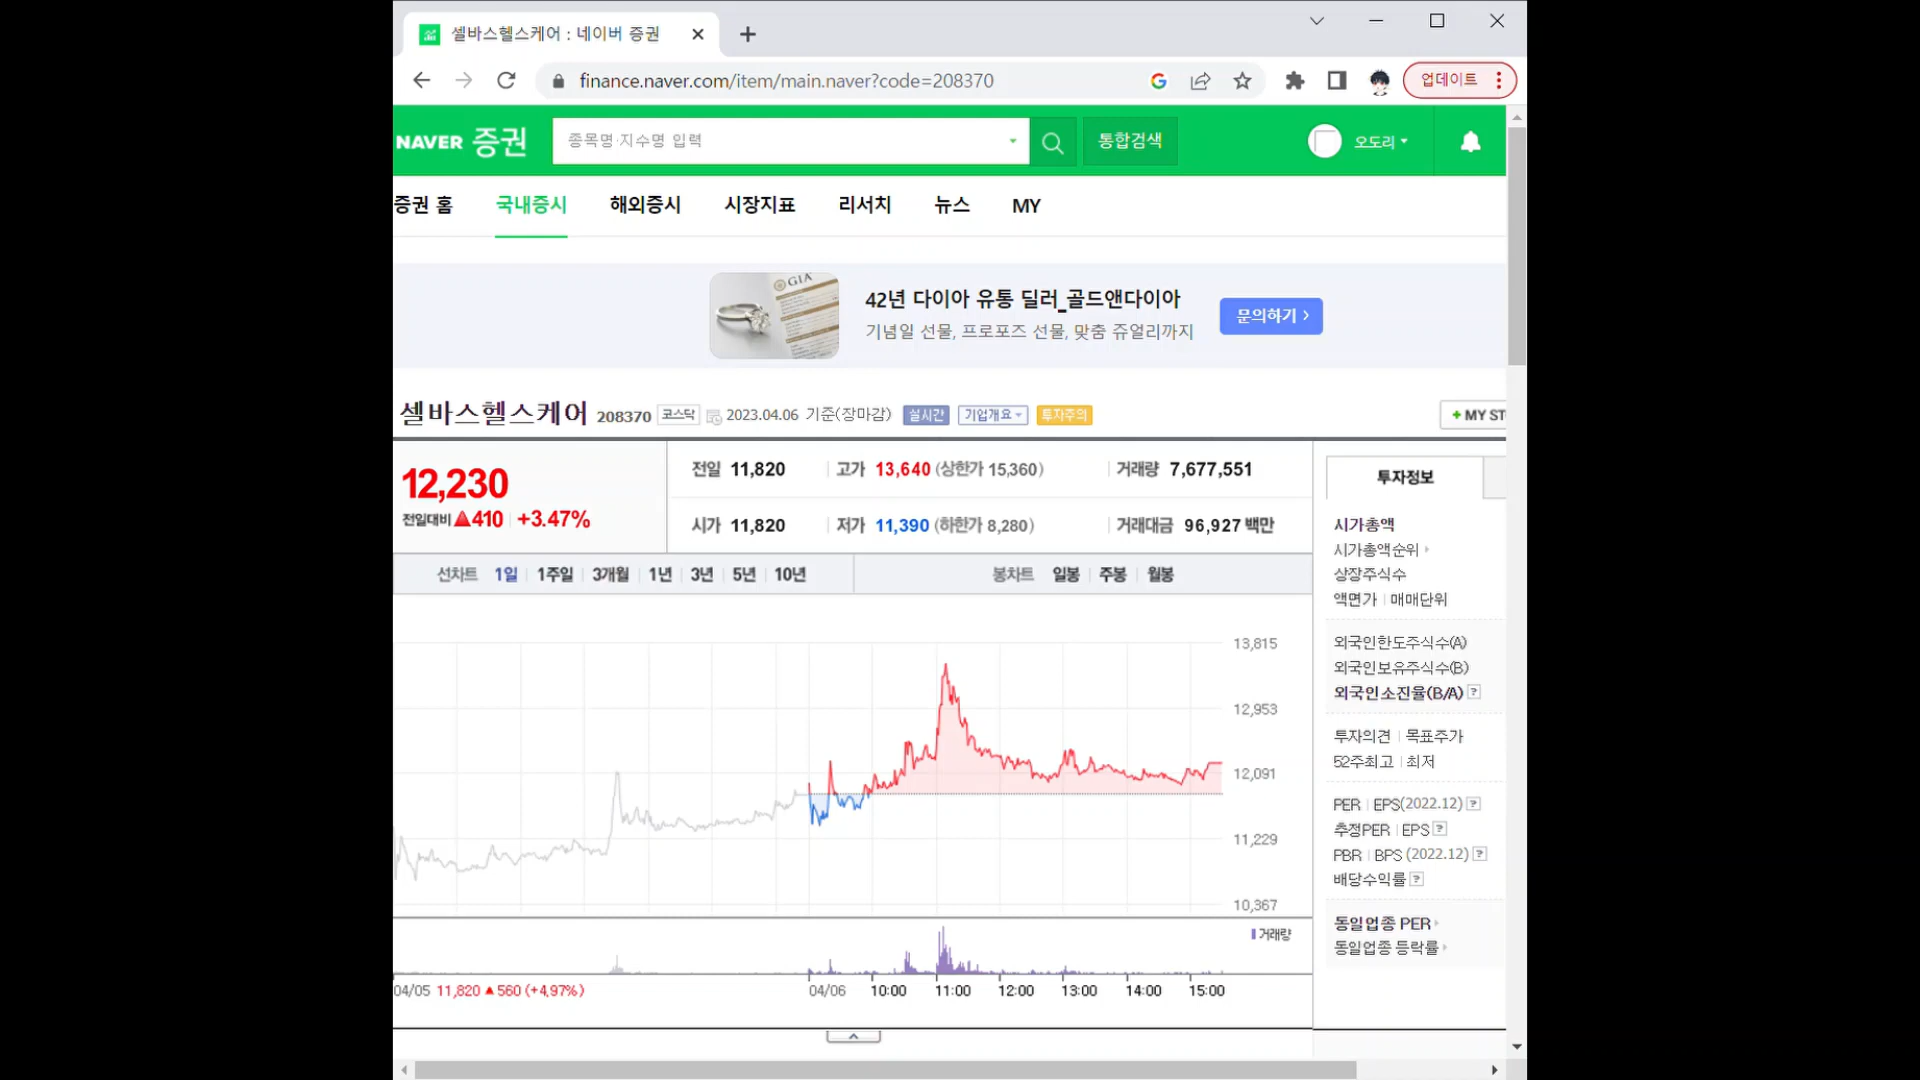 셀바스헬스케어 : 네이버 증권
finance.naver.com/item/main.naver?code=208370
업데이트
NAVER 증권
종목명·지수명 입력
통합검색
오도리
증권 홈 국내증시 해외증시 시장지표 리서치 뉴스 MY
GIA
42년 다이아 유통 딜러_골드앤다이아
기념일 선물, 프로포즈 선물, 맞춤 쥬얼리까지
문의하기 >
셀바스헬스케어 208370 코스닥 2023.04.06 기준(장마감) 실시간 기업개요 투자주의
+ MY ST
12,230
전일대비 ▲410 +3.47%
전일 11,820 고가 13,640 (상한가 15,360) 거래량 7,677,551
시가 11,820 저가 11,390 (하한가 8,280) 거래대금 96,927 백만
선차트 1일 1주일 3개월 1년 3년 5년 10년 봉차트 일봉 주봉 월봉
13,815
12,953
12,091
11,229
10,367
거래량
04/05 11,820 ▲560 (+4.97%) 04/06 10:00 11:00 12:00 13:00 14:00 15:00
투자정보
시가총액
시가총액순위
상장주식수
액면가 | 매매단위
외국인한도주식수(A)
외국인보유주식수(B)
외국인소진율(B/A) ?
투자의견 | 목표주가
52주최고 | 최저
PER | EPS(2022.12) ?
추정PER | EPS ?
PBR | BPS (2022.12) ?
배당수익률 ?
동일업종 PER
동일업종 등락률